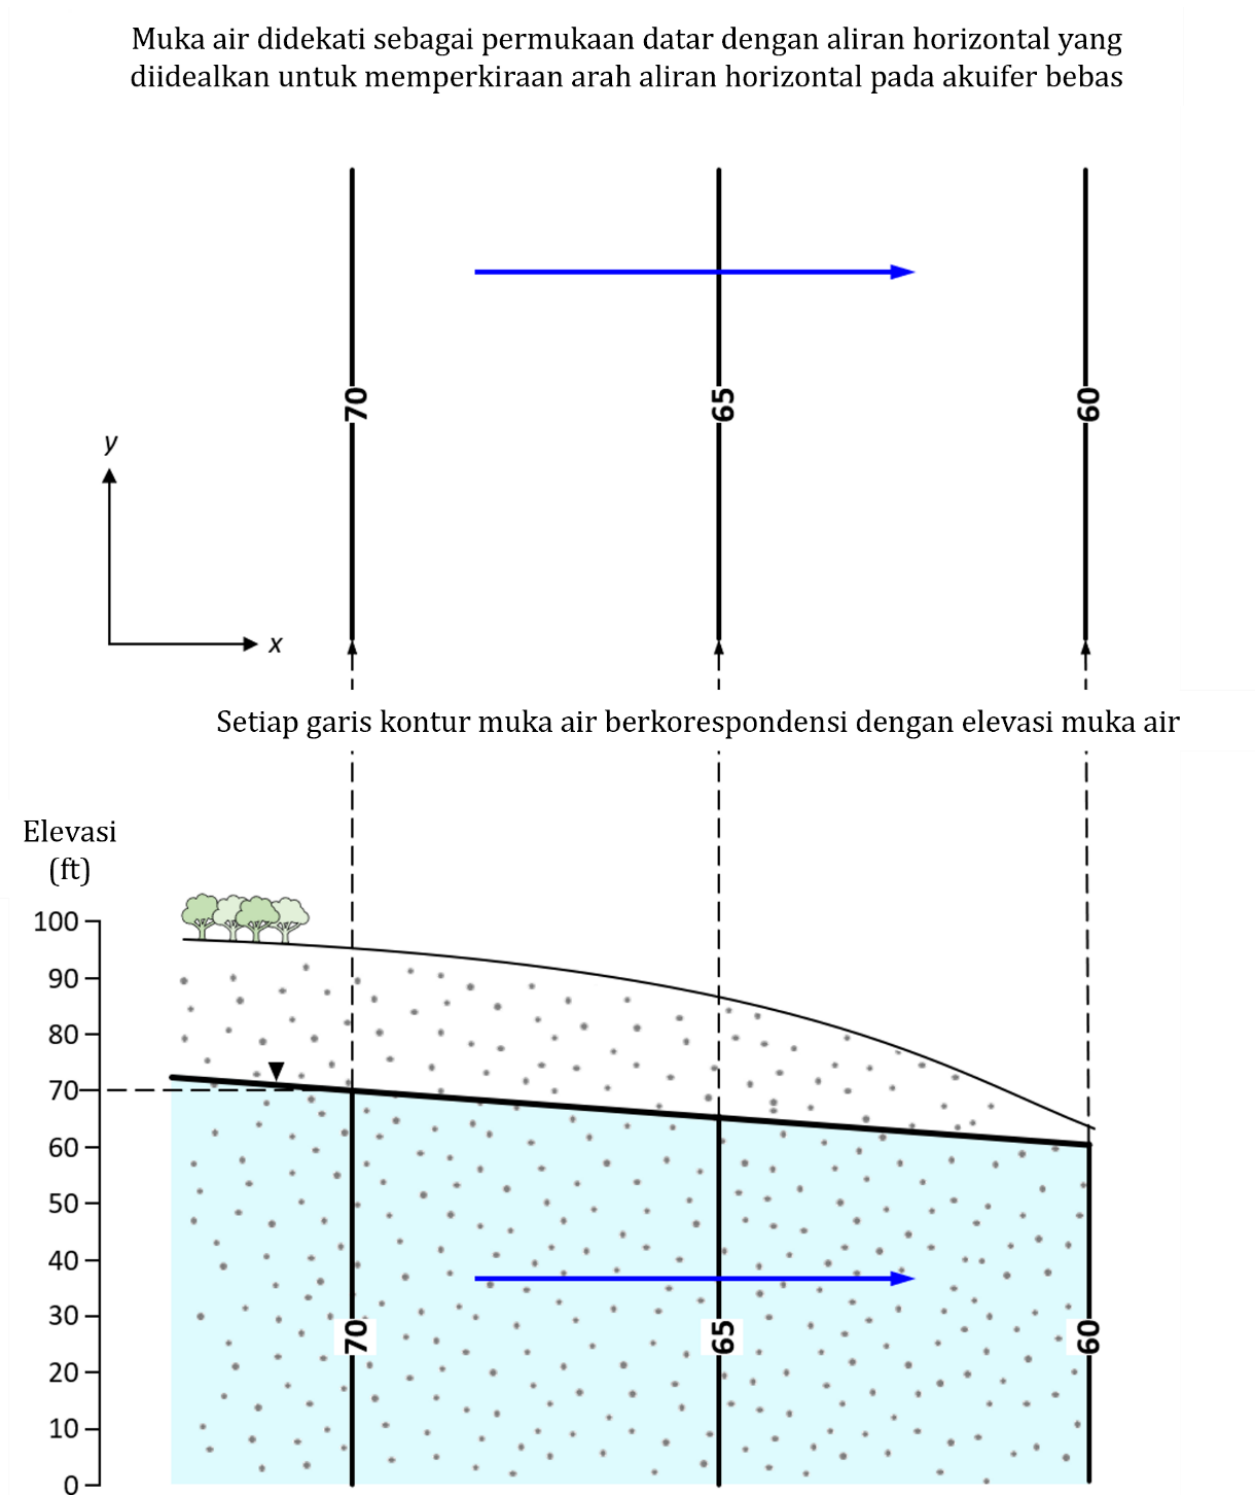 Muka air didekati sebagai permukaan datar dengan aliran horizontal yang
diidealkan untuk memperkiraan arah aliran horizontal pada akuifer bebas
70
65
60
y
x
Setiap garis kontur muka air berkorespondensi dengan elevasi muka air
Elevasi
(ft)
100
90
80
70
60
50
40
30
20
10
0
70
65
60